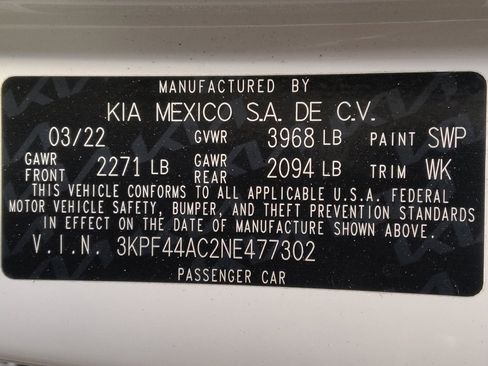 MANUFACTURED BY
KIA MEXICO S.A. DE C.V.
03/22 GVWR 3968 LB PAINT SWP
GAWR FRONT 2271 LB GAWR REAR 2094 LB TRIM WK
THIS VEHICLE CONFORMS TO ALL APPLICABLE U.S.A. FEDERAL
MOTOR VEHICLE SAFETY, BUMPER, AND THEFT PREVENTION STANDARDS
IN EFFECT ON THE DATE OF MANUFACTURE SHOWN ABOVE.
V.I.N. 3KPF44AC2NE477302
PASSENGER CAR